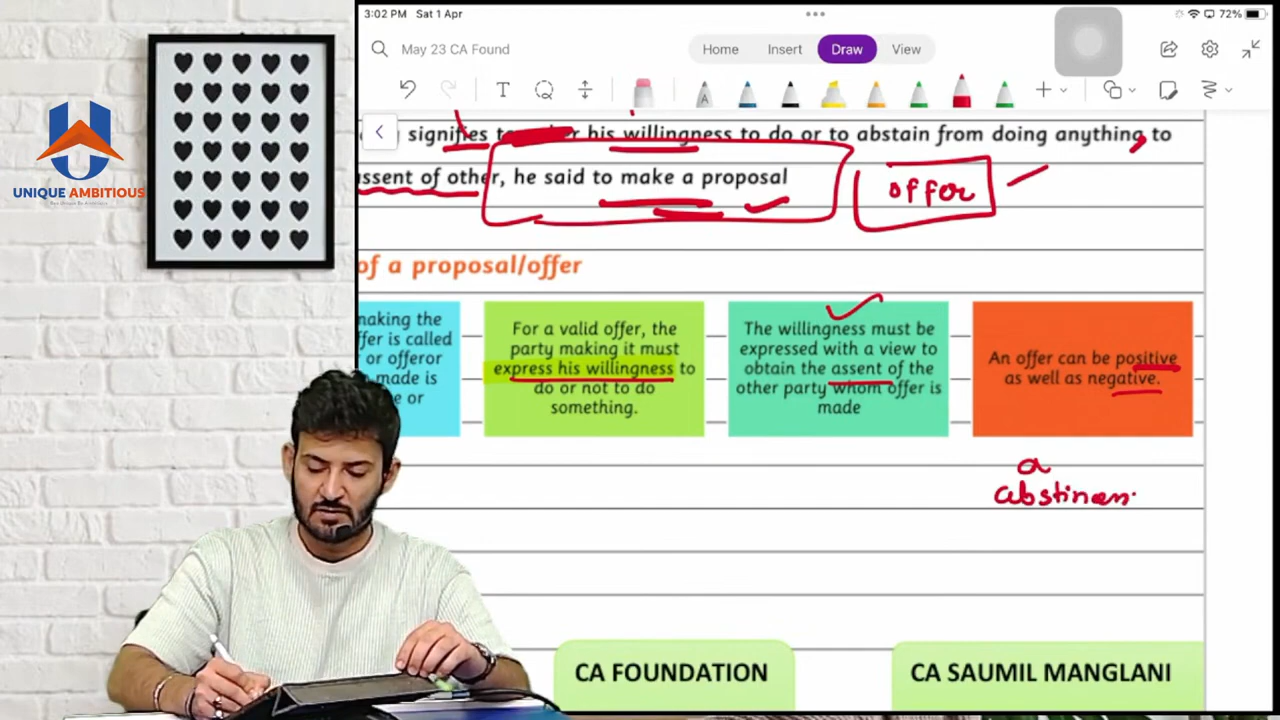 3:02 PM Sat 1 Apr
72%
May 23 CA Found
Home Insert Draw View
signifies to his willingness to do or to abstain from doing anything, to
assent of other, he said to make a proposal
offer
UNIQUE AMBITIOUS
of a proposal/offer
making the
offer is called
or offeror
made is
or
For a valid offer, the
party making it must
express his willingness to
do or not to do
something.
The willingness must be
expressed with a view to
obtain the assent of the
other party whom offer is
made
An offer can be positive
as well as negative.
a
abstinen.
CA FOUNDATION
CA SAUMIL MANGLANI